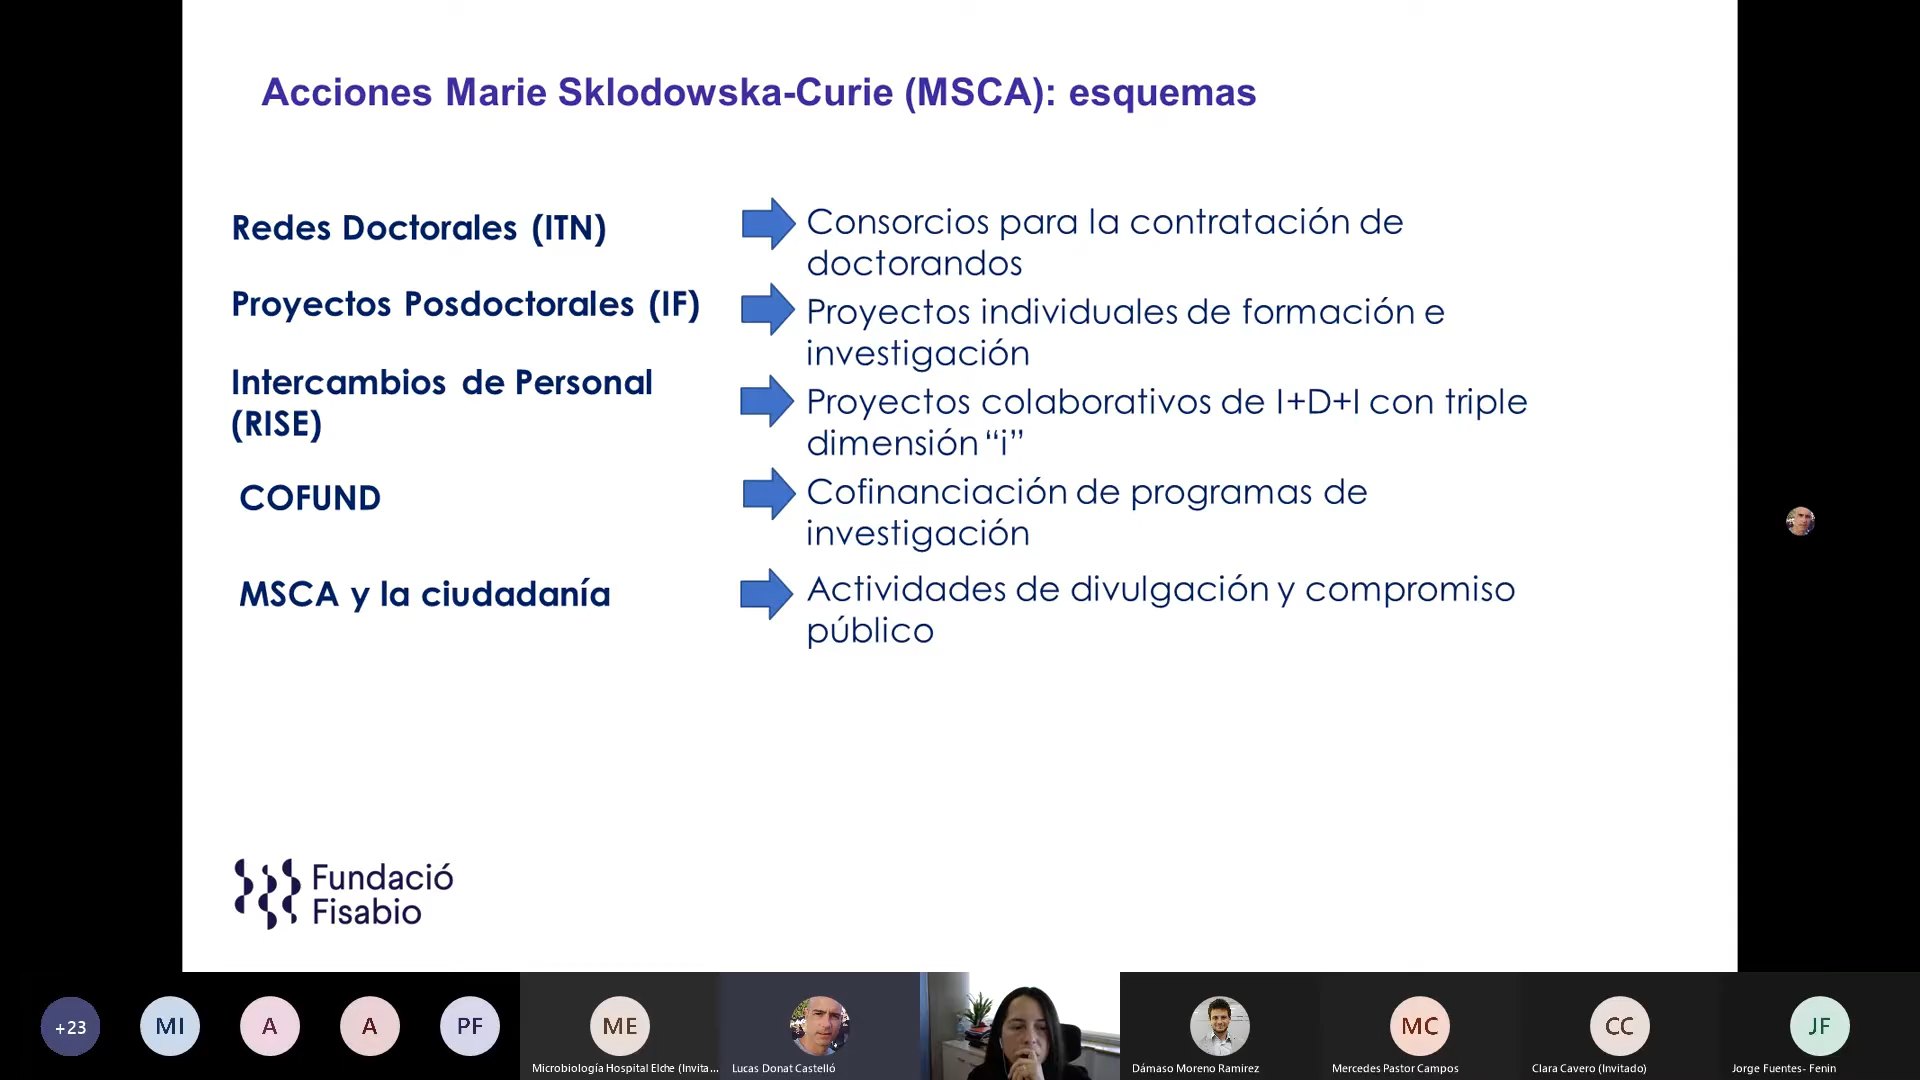 Acciones Marie Sklodowska-Curie (MSCA): esquemas
Redes Doctorales (ITN)
Consorcios para la contratación de
doctorandos
Proyectos Posdoctorales (IF)
Proyectos individuales de formación e
investigación
Intercambios de Personal
(RISE)
Proyectos colaborativos de I+D+I con triple
dimensión “i”
COFUND
Cofinanciación de programas de
investigación
MSCA y la ciudadanía
Actividades de divulgación y compromiso
público
Fundació
Fisabio
+23
MI
A
A
PF
ME
MC
CC
JF
Microbiología Hospital Elche (Invita...
Lucas Donat Castelló
Dámaso Moreno Ramirez
Mercedes Pastor Campos
Clara Cavero (Invitado)
Jorge Fuentes- Fenin